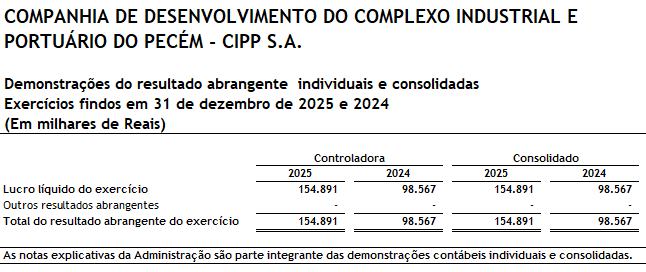 COMPANHIA DE DESENVOLVIMENTO DO COMPLEXO INDUSTRIAL E
PORTUÁRIO DO PECÉM - CIPP S.A.
Demonstrações do resultado abrangente individuais e consolidadas
Exercícios findos em 31 de dezembro de 2025 e 2024
(Em milhares de Reais)
Controladora Consolidado
2025 2024 2025 2024
Lucro líquido do exercício 154.891 98.567 154.891 98.567
Outros resultados abrangentes - - - -
Total do resultado abrangente do exercício 154.891 98.567 154.891 98.567
As notas explicativas da Administração são parte integrante das demonstrações contábeis individuais e consolidadas.